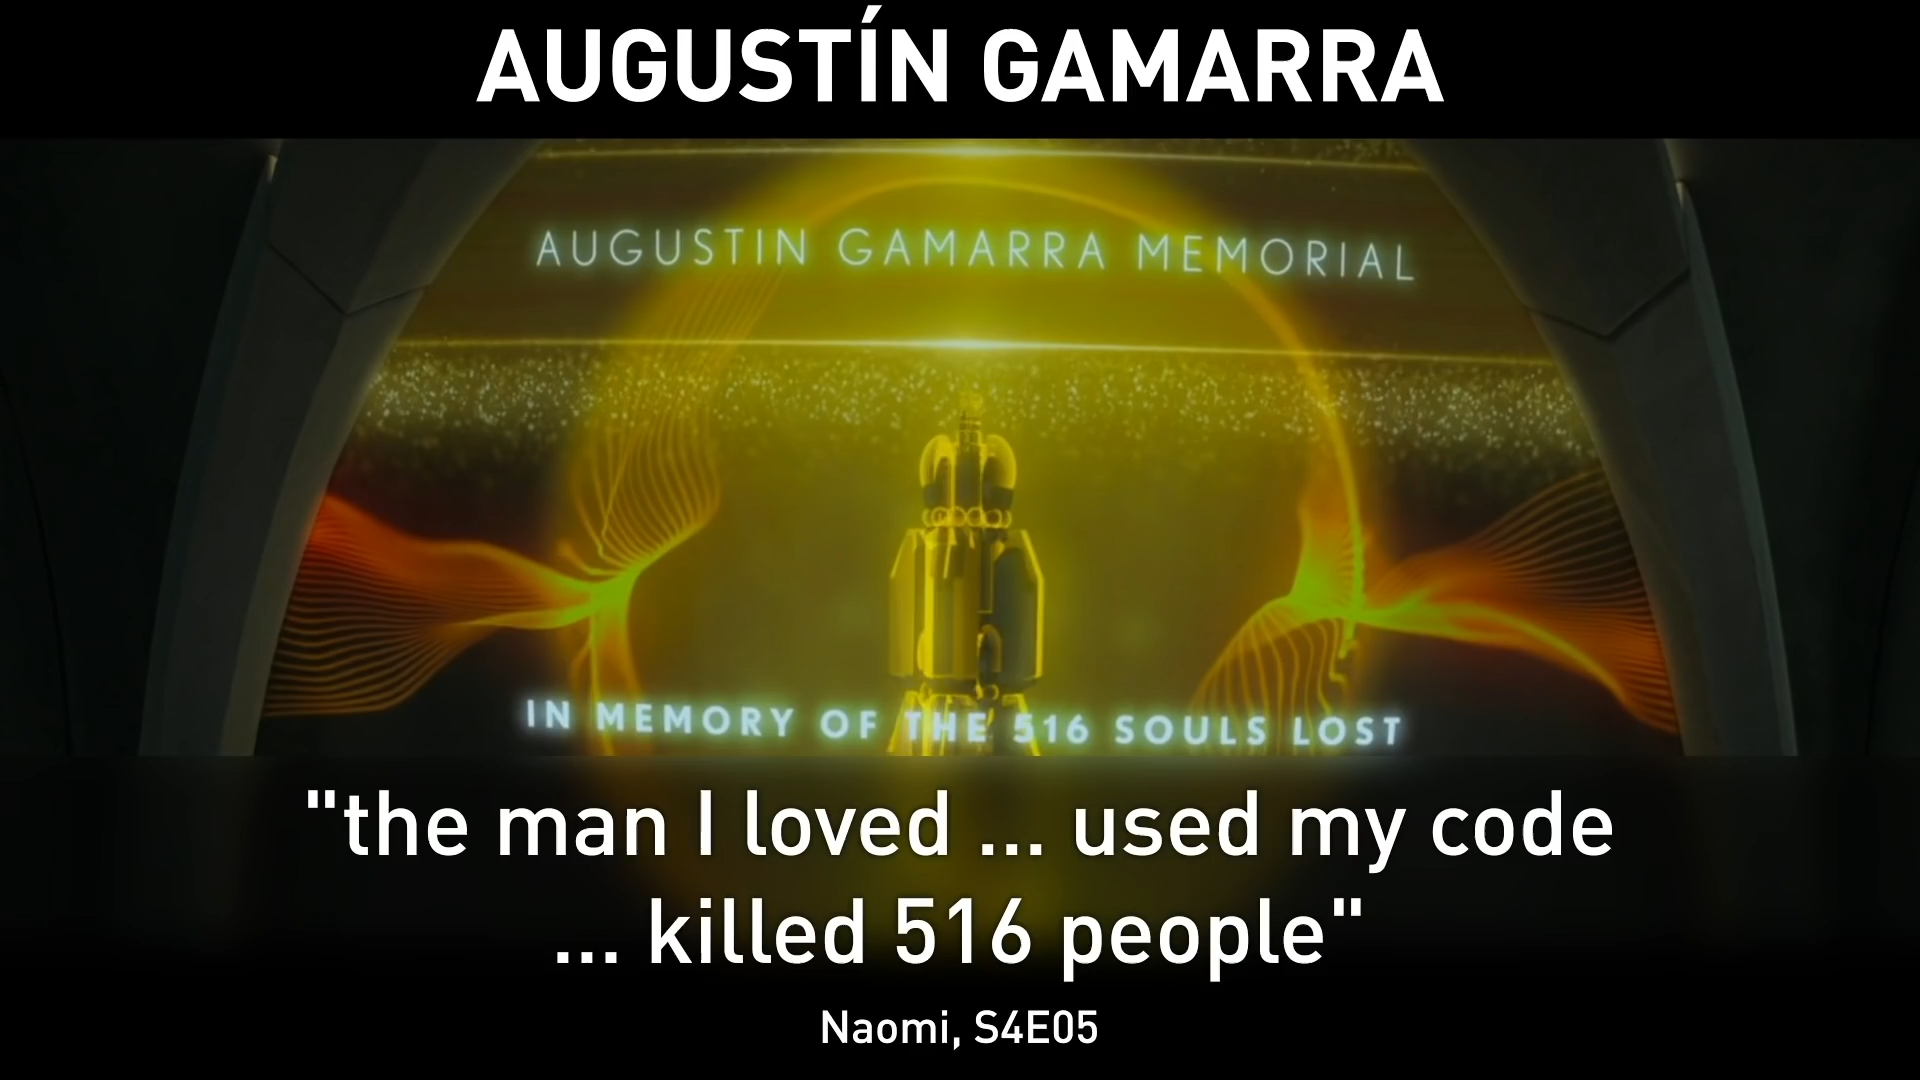 AUGUSTÍN GAMARRA
AUGUSTIN GAMARRA MEMORIAL
IN MEMORY OF THE 516 SOULS LOST
"the man I loved ... used my code
... killed 516 people"
Naomi, S4E05